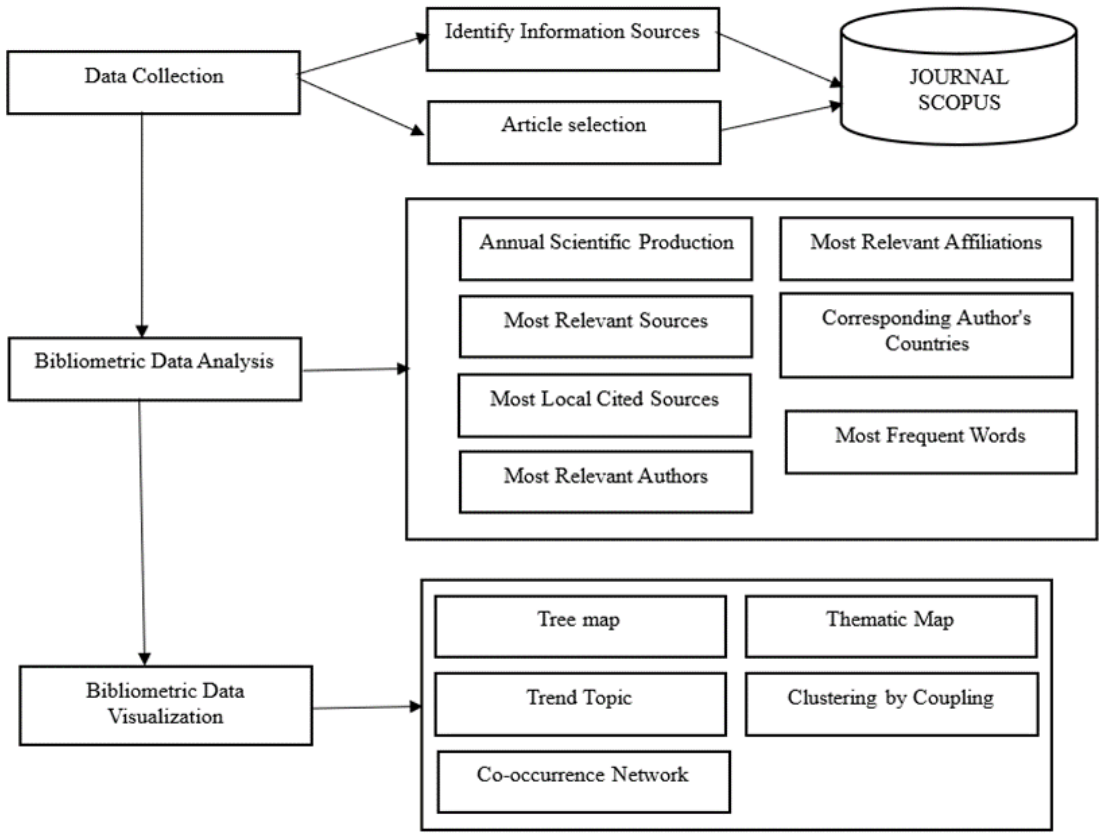 Data Collection
Identify Information Sources
Article selection
JOURNAL
SCOPUS
Bibliometric Data Analysis
Annual Scientific Production
Most Relevant Sources
Most Local Cited Sources
Most Relevant Authors
Most Relevant Affiliations
Corresponding Author's
Countries
Most Frequent Words
Bibliometric Data
Visualization
Tree map
Thematic Map
Trend Topic
Clustering by Coupling
Co-occurrence Network